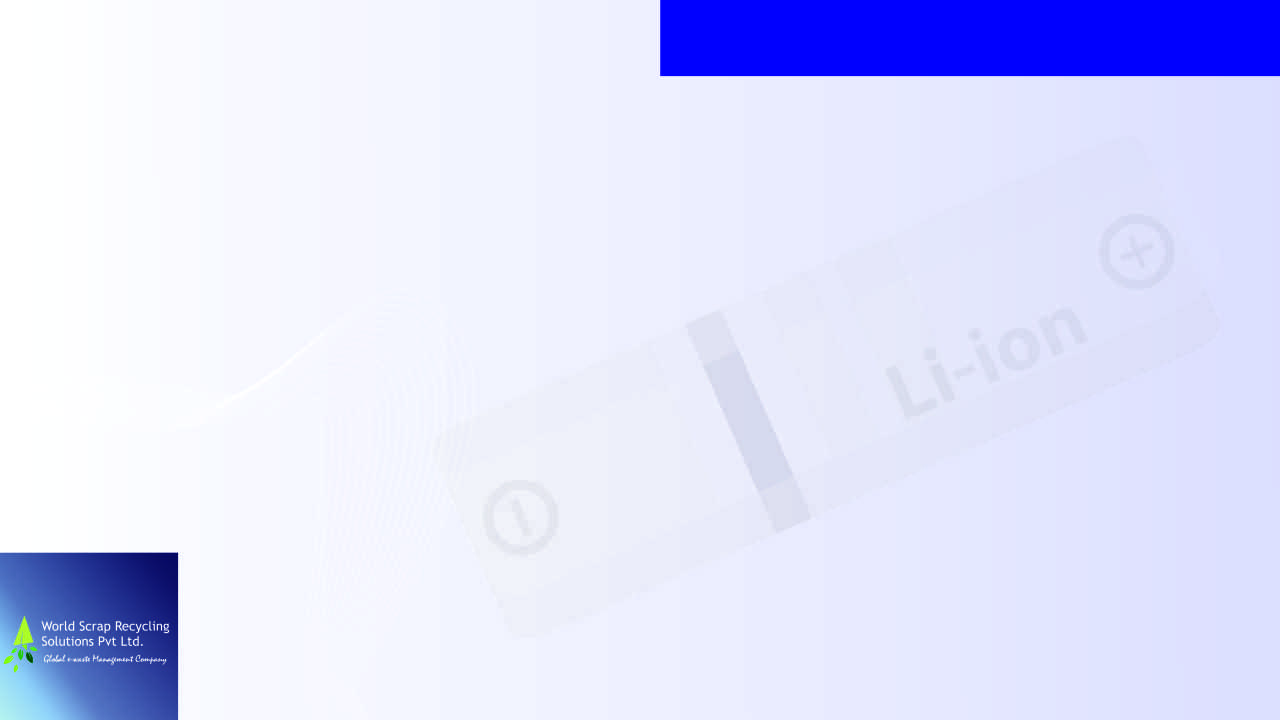 Li-ion
World Scrap Recycling
Solutions Pvt Ltd.
Global e-waste Management Company